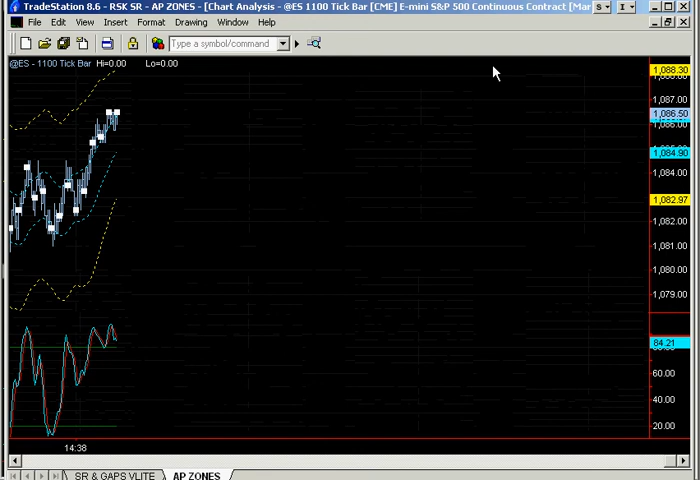 TradeStation 8.6 - RSK SR - AP ZONES - [Chart Analysis - @ES 1100 Tick Bar [CME] E-mini S&P 500 Continuous Contract [Mar
S
I
File Edit View Insert Format Drawing Window Help
Type a symbol/command
@ES - 1100 Tick Bar Hi=0.00 Lo=0.00
1,088.30
1,087.00
1,086.50
1,086.00
1,084.90
1,084.00
1,082.97
1,082.00
1,081.00
1,080.00
1,079.00
84.21
60.00
40.00
20.00
14:38
SR & GAPS VLITE AP ZONES